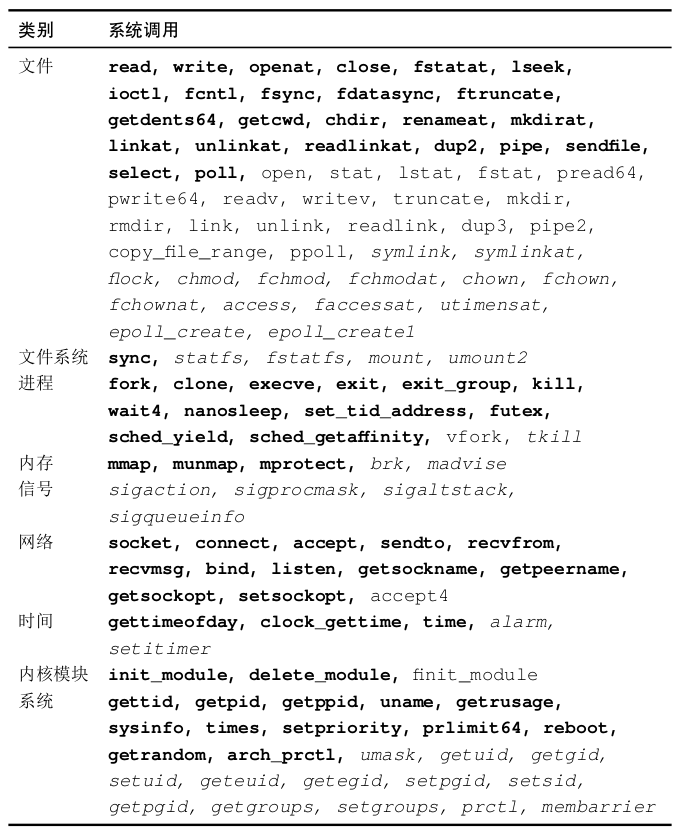 类别 系统调用
文件 read, write, openat, close, fstatat, lseek,
ioctl, fcntl, fsync, fdatasync, ftruncate,
getdents64, getcwd, chdir, renameat, mkdirat,
linkat, unlinkat, readlinkat, dup2, pipe, sendfile,
select, poll, open, stat, lstat, fstat, pread64,
pwrite64, readv, writev, truncate, mkdir,
rmdir, link, unlink, readlink, dup3, pipe2,
copy_file_range, ppoll, symlink, symlinkat,
flock, chmod, fchmod, fchmodat, chown, fchown,
fchownat, access, faccessat, utimensat,
epoll_create, epoll_create1
文件系统 sync, statfs, fstatfs, mount, umount2
进程 fork, clone, execve, exit, exit_group, kill,
wait4, nanosleep, set_tid_address, futex,
sched_yield, sched_getaffinity, vfork, tkill
内存 mmap, munmap, mprotect, brk, madvise
信号 sigaction, sigprocmask, sigaltstack,
sigqueueinfo
网络 socket, connect, accept, sendto, recvfrom,
recvmsg, bind, listen, getsockname, getpeername,
getsockopt, setsockopt, accept4
时间 gettimeofday, clock_gettime, time, alarm,
setitimer
内核模块 init_module, delete_module, finit_module
系统 gettid, getpid, getppid, uname, getrusage,
sysinfo, times, setpriority, prlimit64, reboot,
getrandom, arch_prctl, umask, getuid, getgid,
setuid, geteuid, getegid, setpgid, setsid,
getpgid, getgroups, setgroups, prctl, membarrier